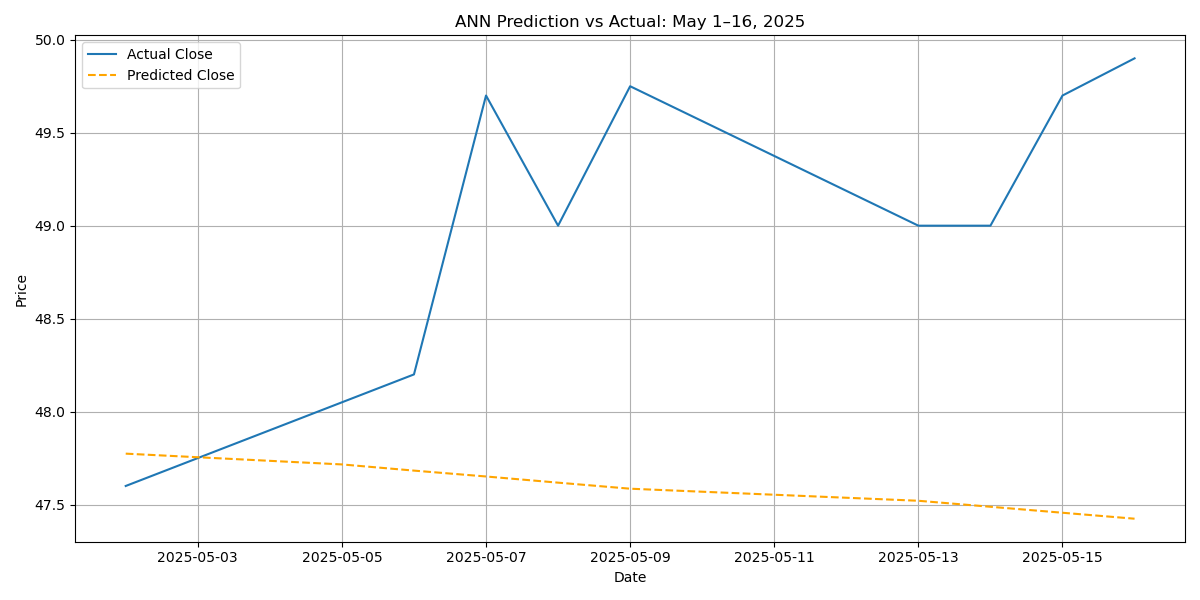 ANN Prediction vs Actual: May 1–16, 2025
Actual Close
Predicted Close
Price
50.0
49.5
49.0
48.5
48.0
47.5
2025-05-03
2025-05-05
2025-05-07
2025-05-09
2025-05-11
2025-05-13
2025-05-15
Date